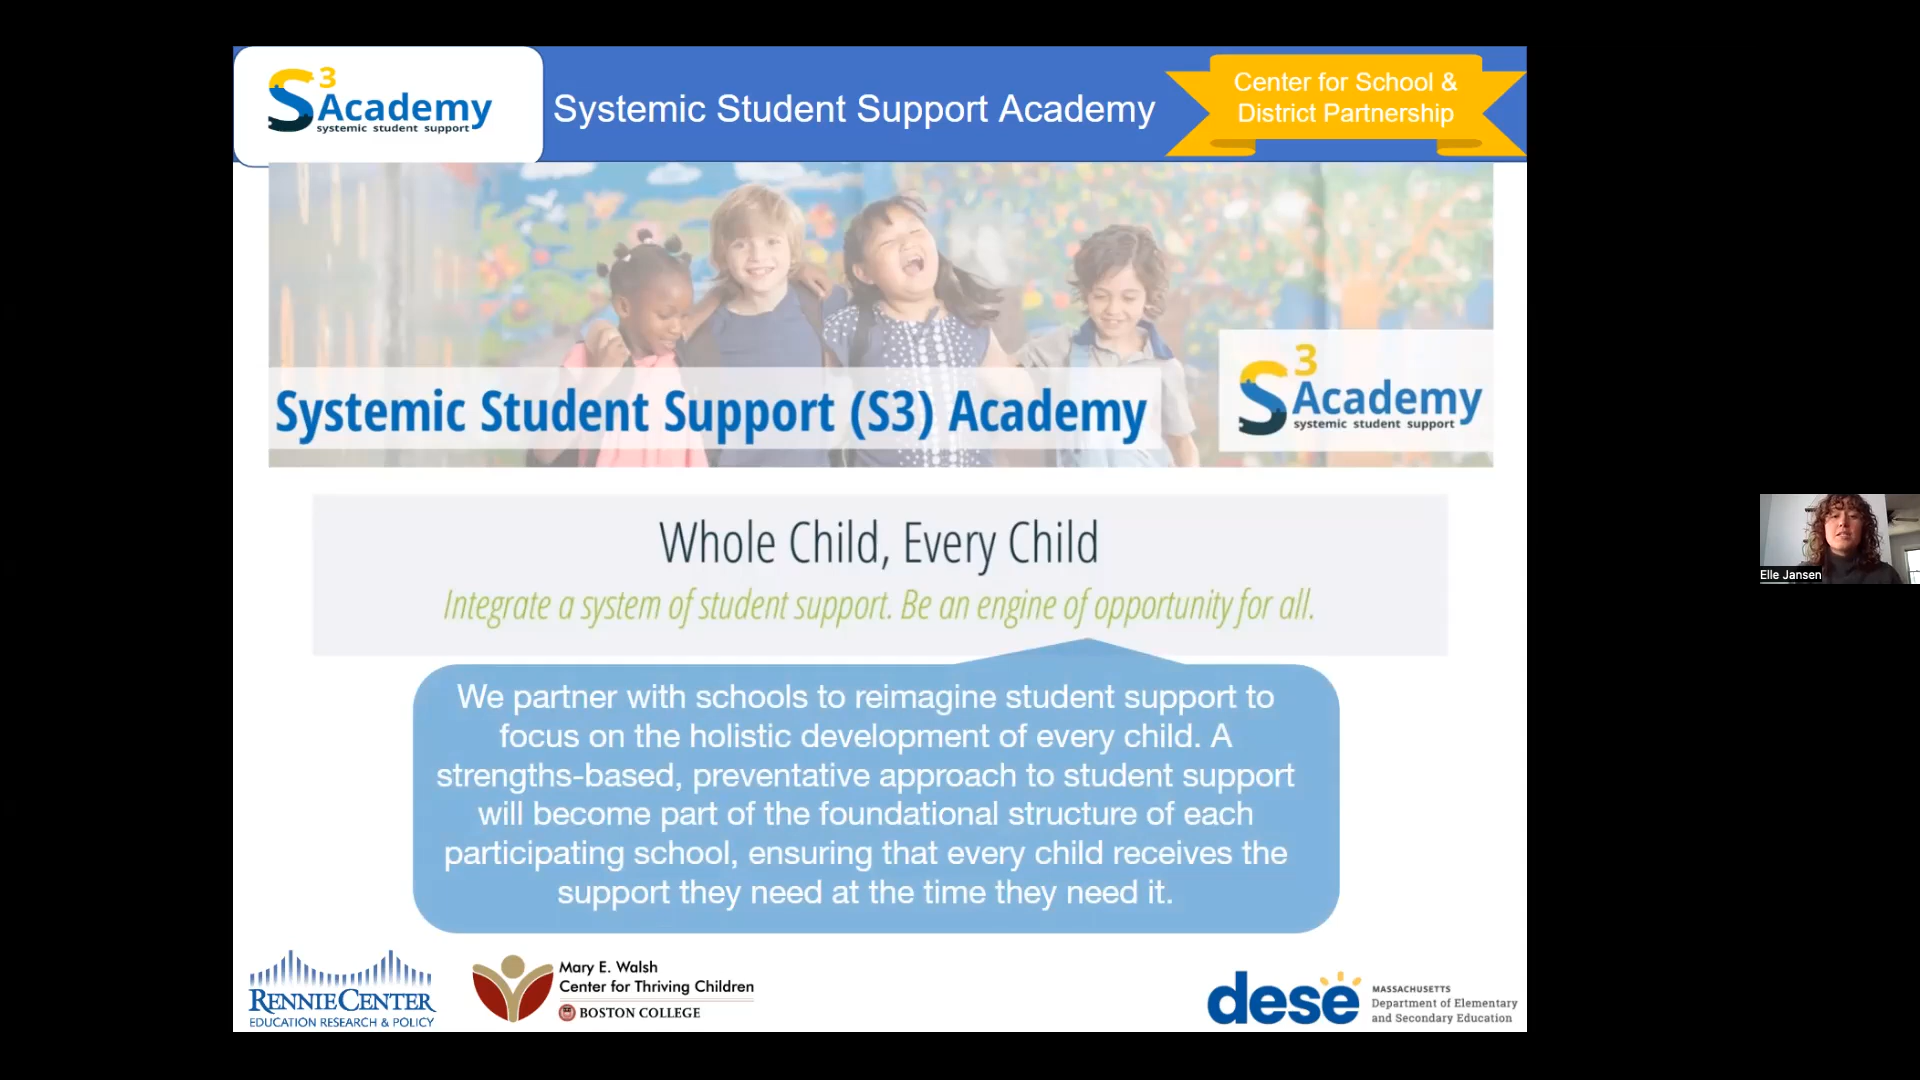 S3 Academy
systemic student support
Systemic Student Support Academy
Center for School &
District Partnership
Systemic Student Support (S3) Academy
S3 Academy
systemic student support
Whole Child, Every Child
Integrate a system of student support. Be an engine of opportunity for all.
We partner with schools to reimagine student support to
focus on the holistic development of every child. A
strengths-based, preventative approach to student support
will become part of the foundational structure of each
participating school, ensuring that every child receives the
support they need at the time they need it.
RENNIE CENTER
EDUCATION RESEARCH & POLICY
Mary E. Walsh
Center for Thriving Children
BOSTON COLLEGE
dese
MASSACHUSETTS
Department of Elementary
and Secondary Education
Elle Jansen